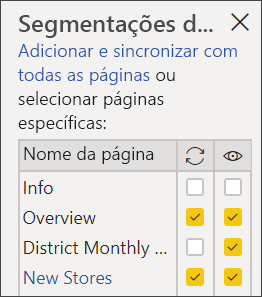 Segmentações d...
Adicionar e sincronizar com
todas as páginas ou
selecionar páginas
específicas:
Nome da página
Info
Overview
District Monthly ...
New Stores